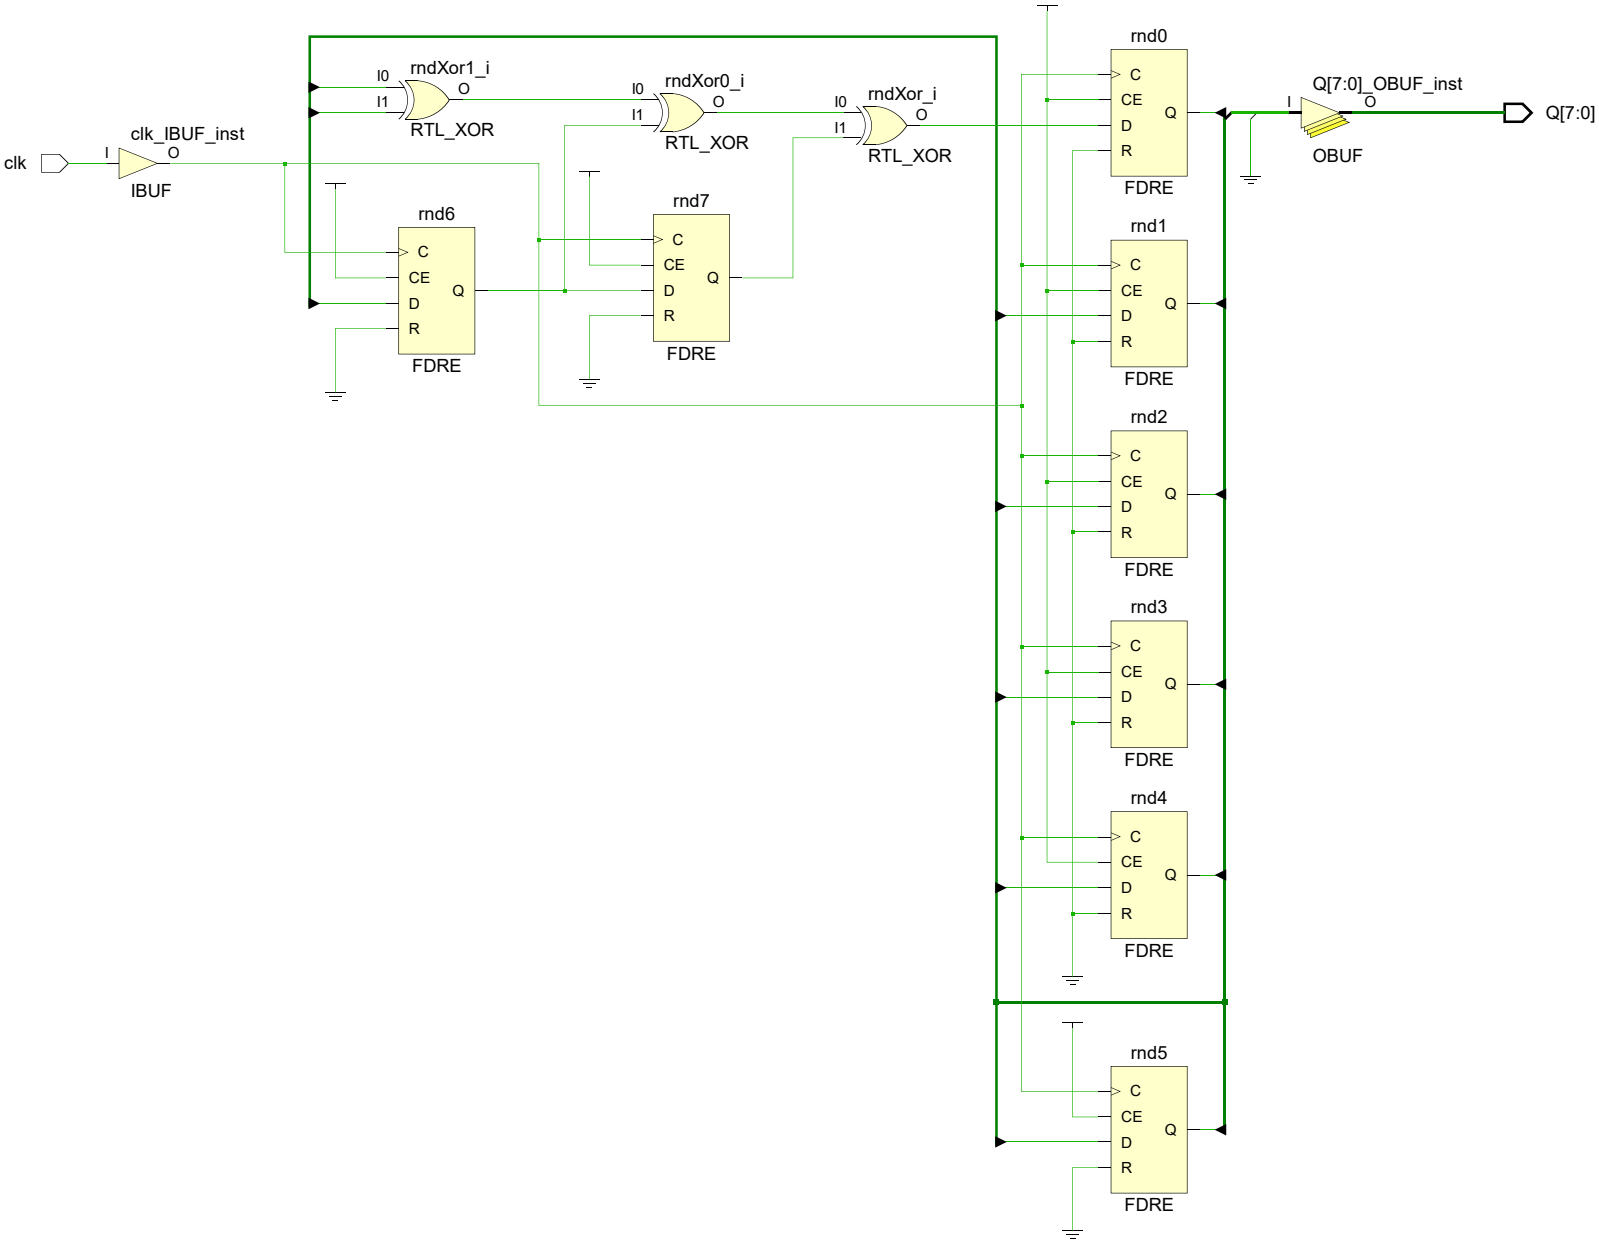 clk
I
clk_IBUF_inst
O
IBUF
I0
I1
rndXor1_i
O
RTL_XOR
I0
I1
rndXor0_i
O
RTL_XOR
I0
I1
rndXor_i
O
RTL_XOR
rnd6
C
CE
D
R
Q
FDRE
rnd7
C
CE
D
R
Q
FDRE
rnd0
C
CE
D
R
Q
FDRE
rnd1
C
CE
D
R
Q
FDRE
rnd2
C
CE
D
R
Q
FDRE
rnd3
C
CE
D
R
Q
FDRE
rnd4
C
CE
D
R
Q
FDRE
rnd5
C
CE
D
R
Q
FDRE
I
Q[7:0]_OBUF_inst
O
OBUF
Q[7:0]